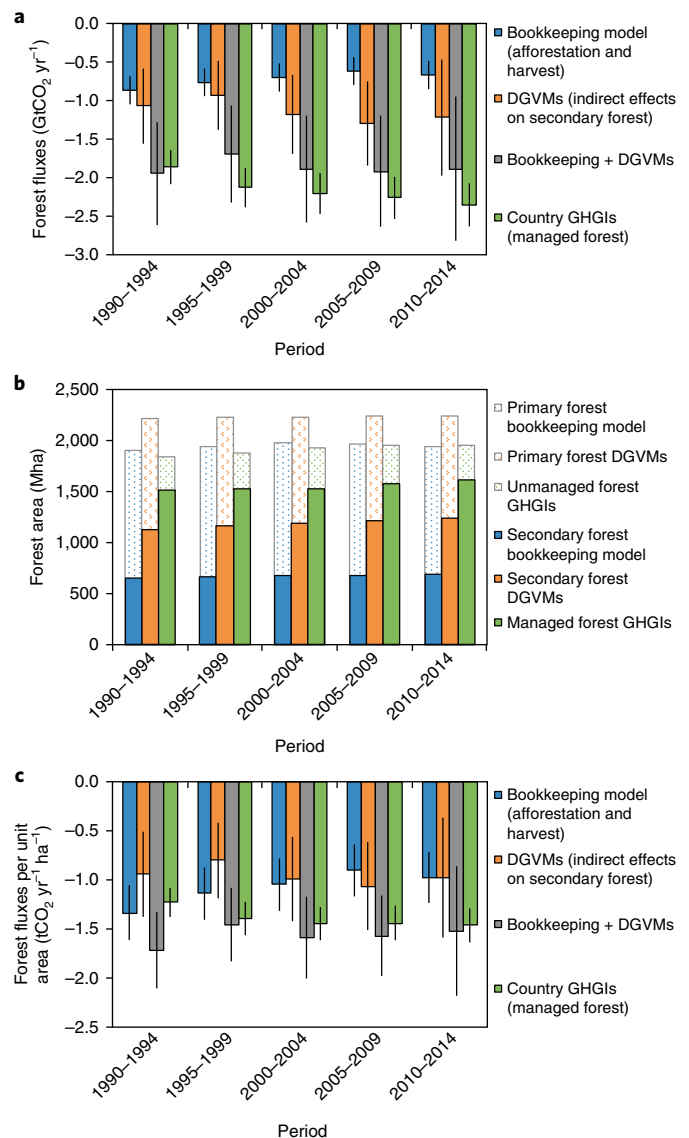 a
Forest fluxes (GtCO2 yr−1)
0.0
−0.5
−1.0
−1.5
−2.0
−2.5
−3.0
1990–1994
1995–1999
2000–2004
2005–2009
2010–2014
Period
Bookkeeping model
(afforestation and
harvest)
DGVMs (indirect effects
on secondary forest)
Bookkeeping + DGVMs
Country GHGIs
(managed forest)
b
Forest area (Mha)
2,500
2,000
1,500
1,000
500
0
1990–1994
1995–1999
2000–2004
2005–2009
2010–2014
Period
Primary forest
bookkeeping model
Primary forest DGVMs
Unmanaged forest
GHGIs
Secondary forest
bookkeeping model
Secondary forest
DGVMs
Managed forest GHGIs
c
Forest fluxes per unit
area (tCO2 yr−1 ha−1)
0.0
−0.5
−1.0
−1.5
−2.0
−2.5
1990–1994
1995–1999
2000–2004
2005–2009
2010–2014
Period
Bookkeeping model
(afforestation and
harvest)
DGVMs (indirect effects
on secondary forest)
Bookkeeping + DGVMs
Country GHGIs
(managed forest)